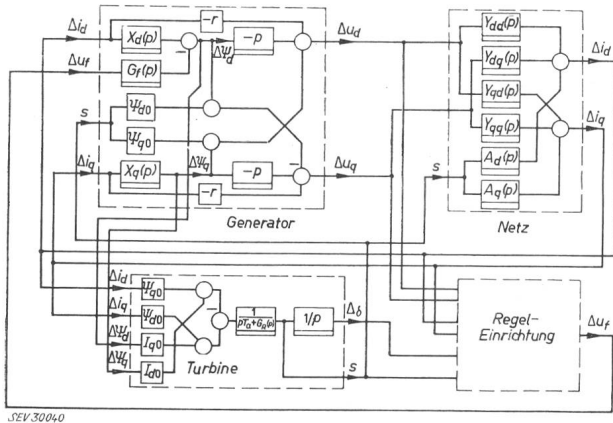 Δi_d
X_d(p)
-r
ΔΨ_d
-p
Δu_d
Δu_f
G_f(p)
s
Ψ_d0
Ψ_q0
Δi_q
X_q(p)
ΔΨ_q
-p
Δu_q
-r
Generator
Y_dd(p)
Y_dq(p)
Y_qd(p)
Y_qq(p)
A_d(p)
A_q(p)
s
Δi_d
Δi_q
Netz
Δi_d
Ψ_q0
Δi_q
Ψ_d0
ΔΨ_d
I_q0
ΔΨ_q
I_d0
1
pT_a+G_R(p)
1/p
Δδ
s
Turbine
Regel-
Einrichtung
Δu_f
SEV30040